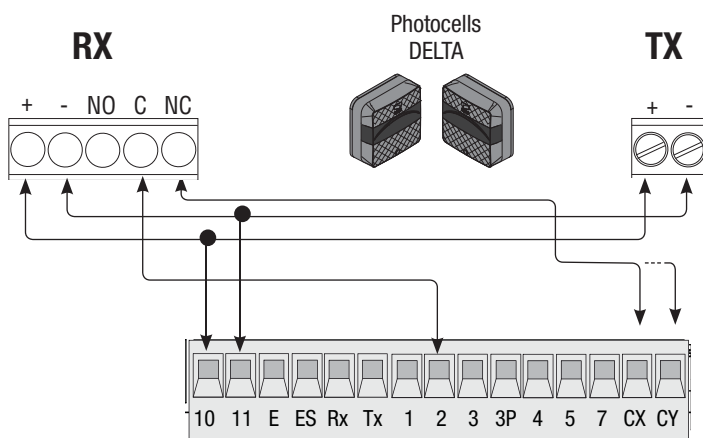 Photocells
DELTA
RX
TX
+ - NO C NC
+ -
10 11 E ES Rx Tx 1 2 3 3P 4 5 7 CX CY